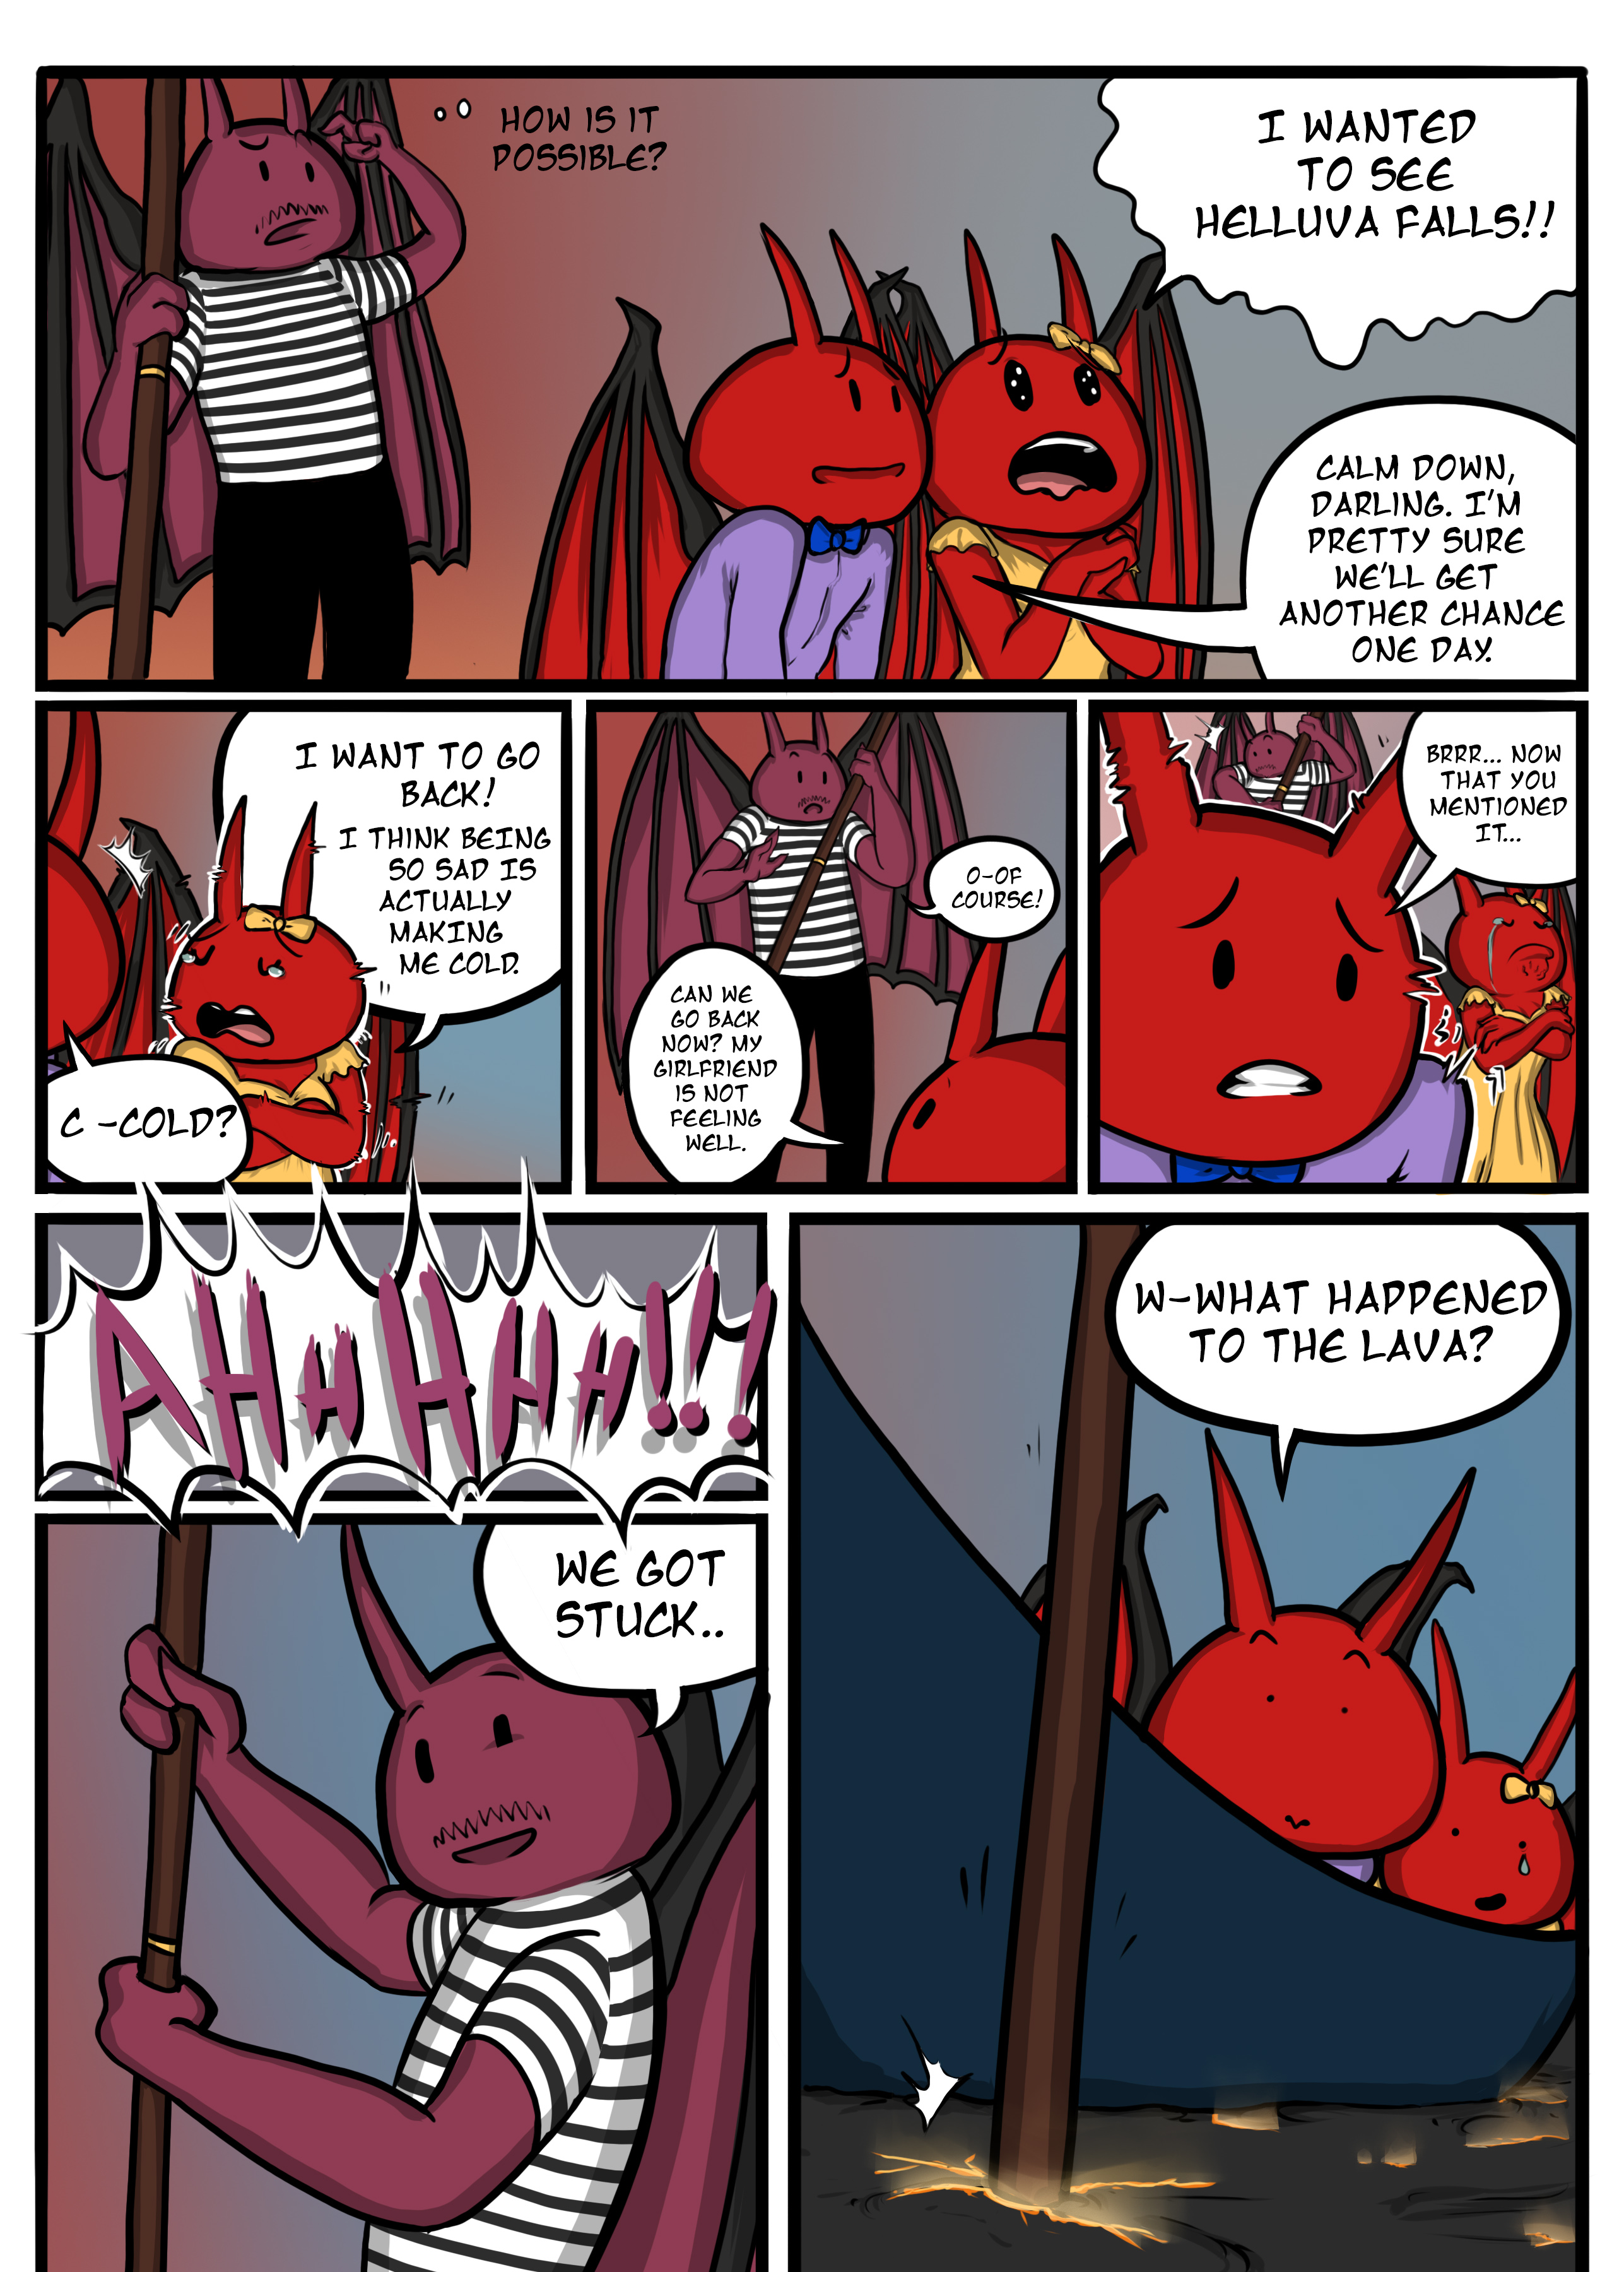 HOW IS IT
POSSIBLE?
I WANTED
TO SEE
HELLUVA FALLS!!
CALM DOWN,
DARLING. I'M
PRETTY SURE
WE'LL GET
ANOTHER CHANCE
ONE DAY.
I WANT TO GO
BACK!
I THINK BEING
SO SAD IS
ACTUALLY
MAKING
ME COLD.
C-COLD?
CAN WE
GO BACK
NOW? MY
GIRLFRIEND
IS NOT
FEELING
WELL.
O-OF
COURSE!
BRRR... NOW
THAT YOU
MENTIONED
IT...
AHHHHH!!!
WE GOT
STUCK..
W-WHAT HAPPENED
TO THE LAVA?